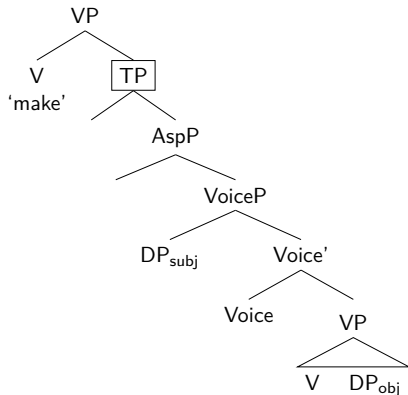 VP
V TP
‘make’
AspP
VoiceP
DPsubj Voice’
Voice VP
V DPobj